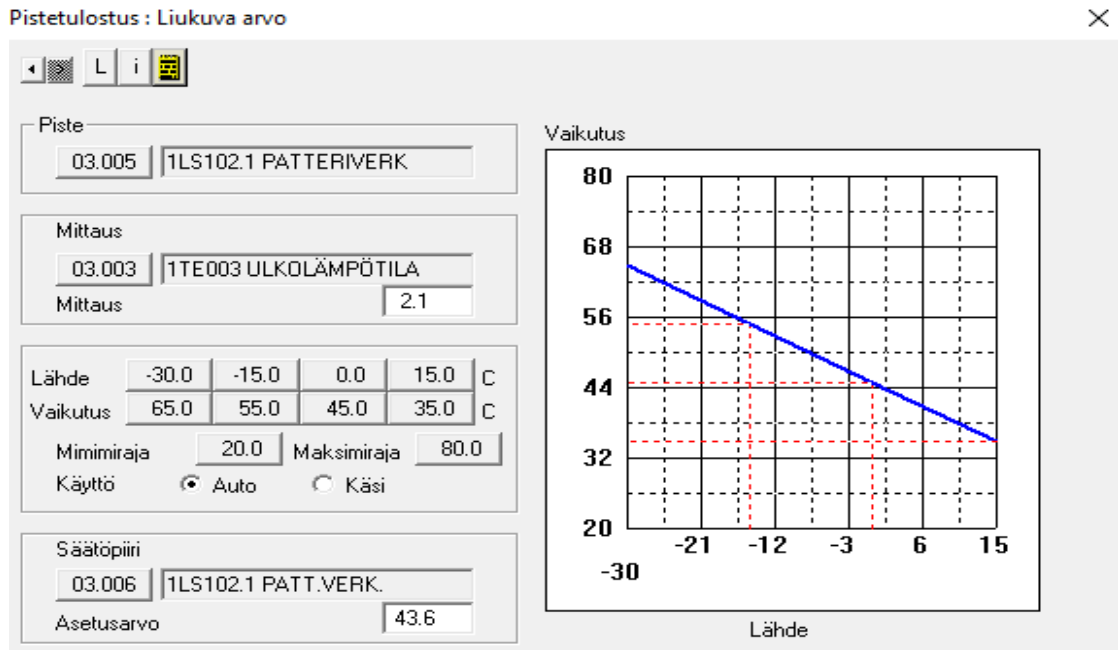 Pistetulostus : Liukuva arvo
L i
Piste
03.005 1LS102.1 PATTERIVERK
Mittaus
03.003 1TE003 ULKOLÄMPÖTILA
Mittaus 2.1
Lähde -30.0 -15.0 0.0 15.0 C
Vaikutus 65.0 55.0 45.0 35.0 C
Mimimiraja 20.0 Maksimiraja 80.0
Käyttö Auto Käsi
Säätöpiiri
03.006 1LS102.1 PATT.VERK.
Asetusarvo 43.6
Vaikutus
80
68
56
44
32
20
-21 -12 -3 6 15
-30
Lähde